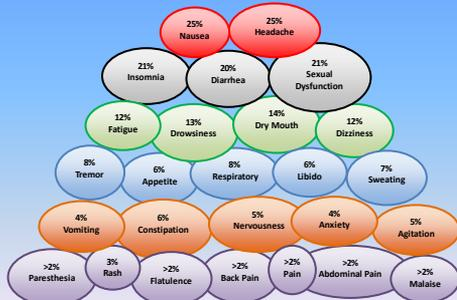 25%
Nausea
25%
Headache
21%
Insomnia
20%
Diarrhea
21%
Sexual
Dysfunction
12%
Fatigue
13%
Drowsiness
14%
Dry Mouth
12%
Dizziness
8%
Tremor
6%
Appetite
8%
Respiratory
6%
Libido
7%
Sweating
4%
Vomiting
6%
Constipation
5%
Nervousness
4%
Anxiety
5%
Agitation
>2%
Paresthesia
3%
Rash
>2%
Flatulence
>2%
Back Pain
>2%
Pain
>2%
Abdominal Pain
>2%
Malaise